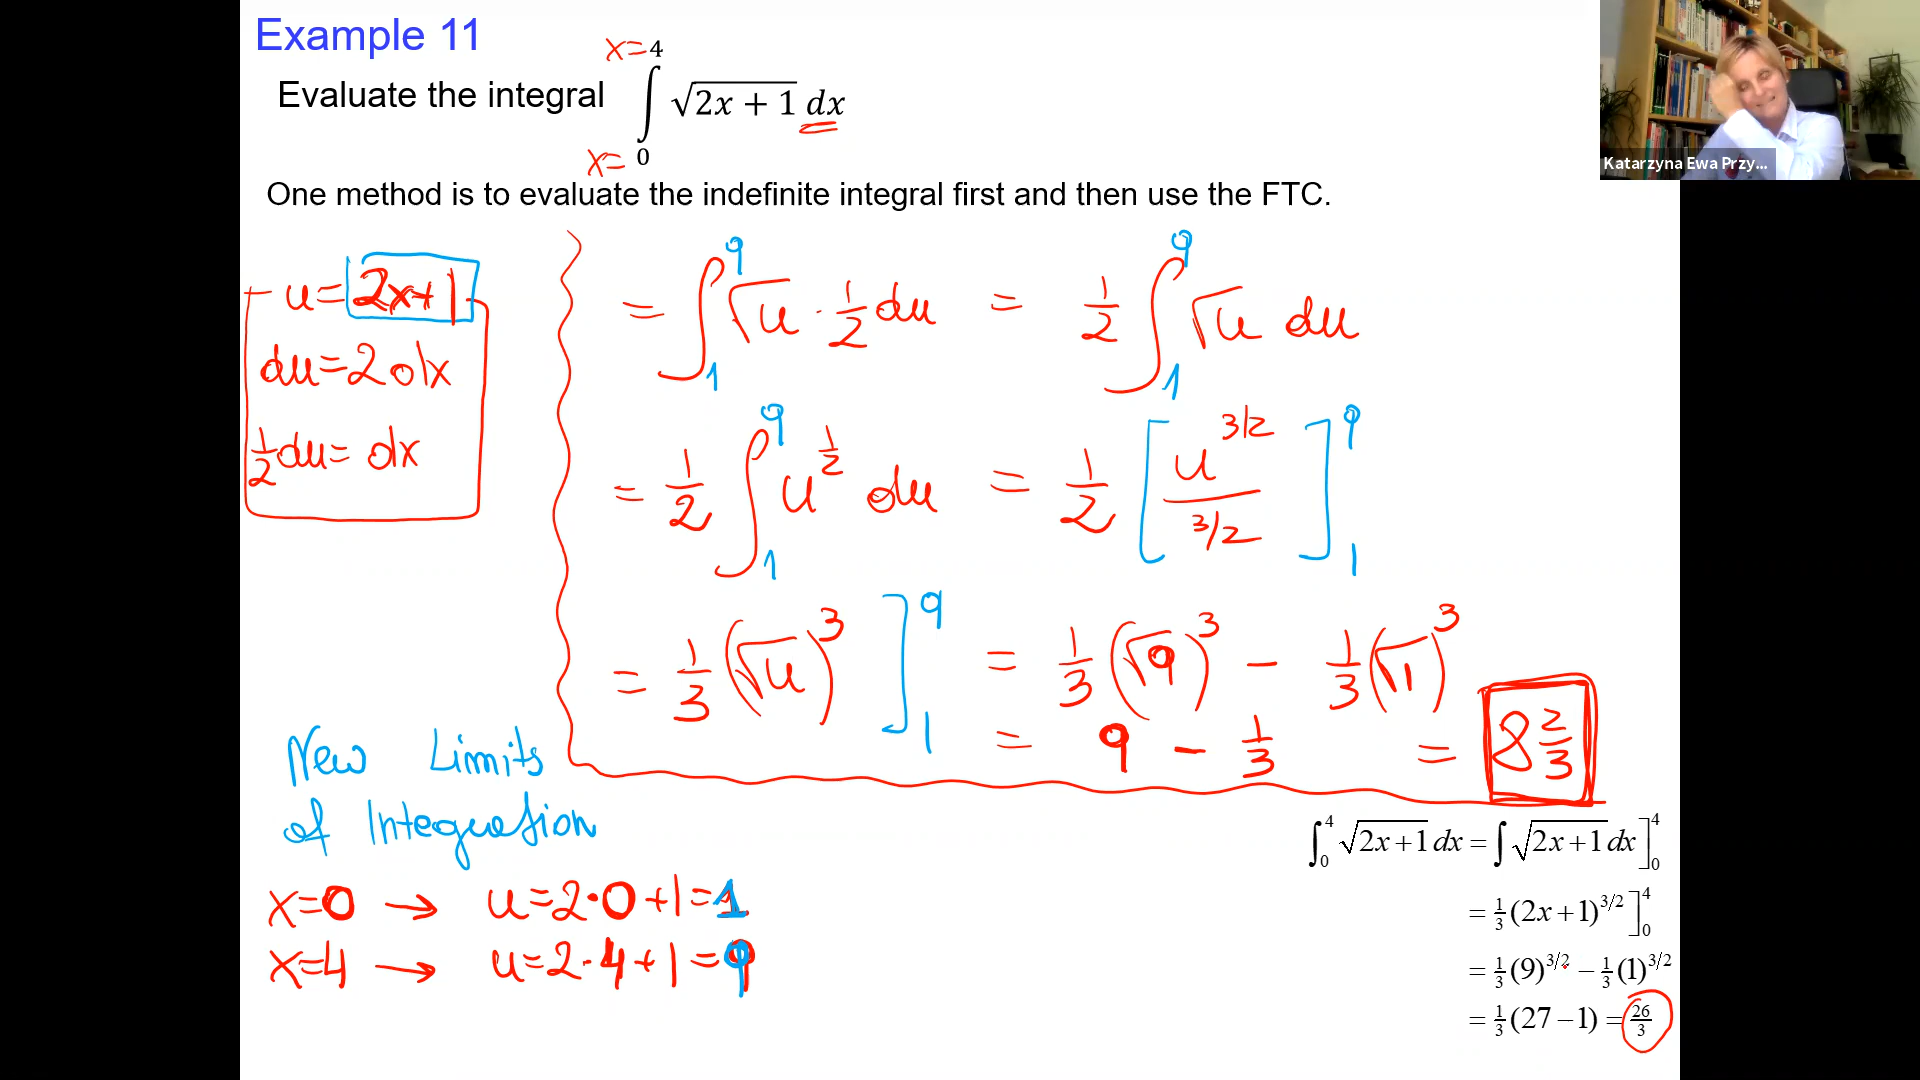 Example 11
Evaluate the integral ∫ x=0 x=4 √(2x + 1) dx
Katarzyna Ewa Przy...
One method is to evaluate the indefinite integral first and then use the FTC.
u = 2x+1
du = 2 dx
1/2 du = dx
= ∫₁⁹ √u · 1/2 du = 1/2 ∫₁⁹ √u du
= 1/2 ∫₁⁹ u^(1/2) du = 1/2 [u^(3/2) / (3/2)]₁⁹
= 1/3 (√u)³ ]₁⁹ = 1/3 (√9)³ − 1/3 (√1)³
= 9 − 1/3 = 8 2/3
New Limits
of Integration
x=0 → u=2·0+1=1
x=4 → u=2·4+1=9
∫₀⁴ √(2x+1) dx = ∫ √(2x+1) dx ]₀⁴
= 1/3 (2x+1)^(3/2) ]₀⁴
= 1/3 (9)^(3/2) − 1/3 (1)^(3/2)
= 1/3 (27 − 1) = 26/3